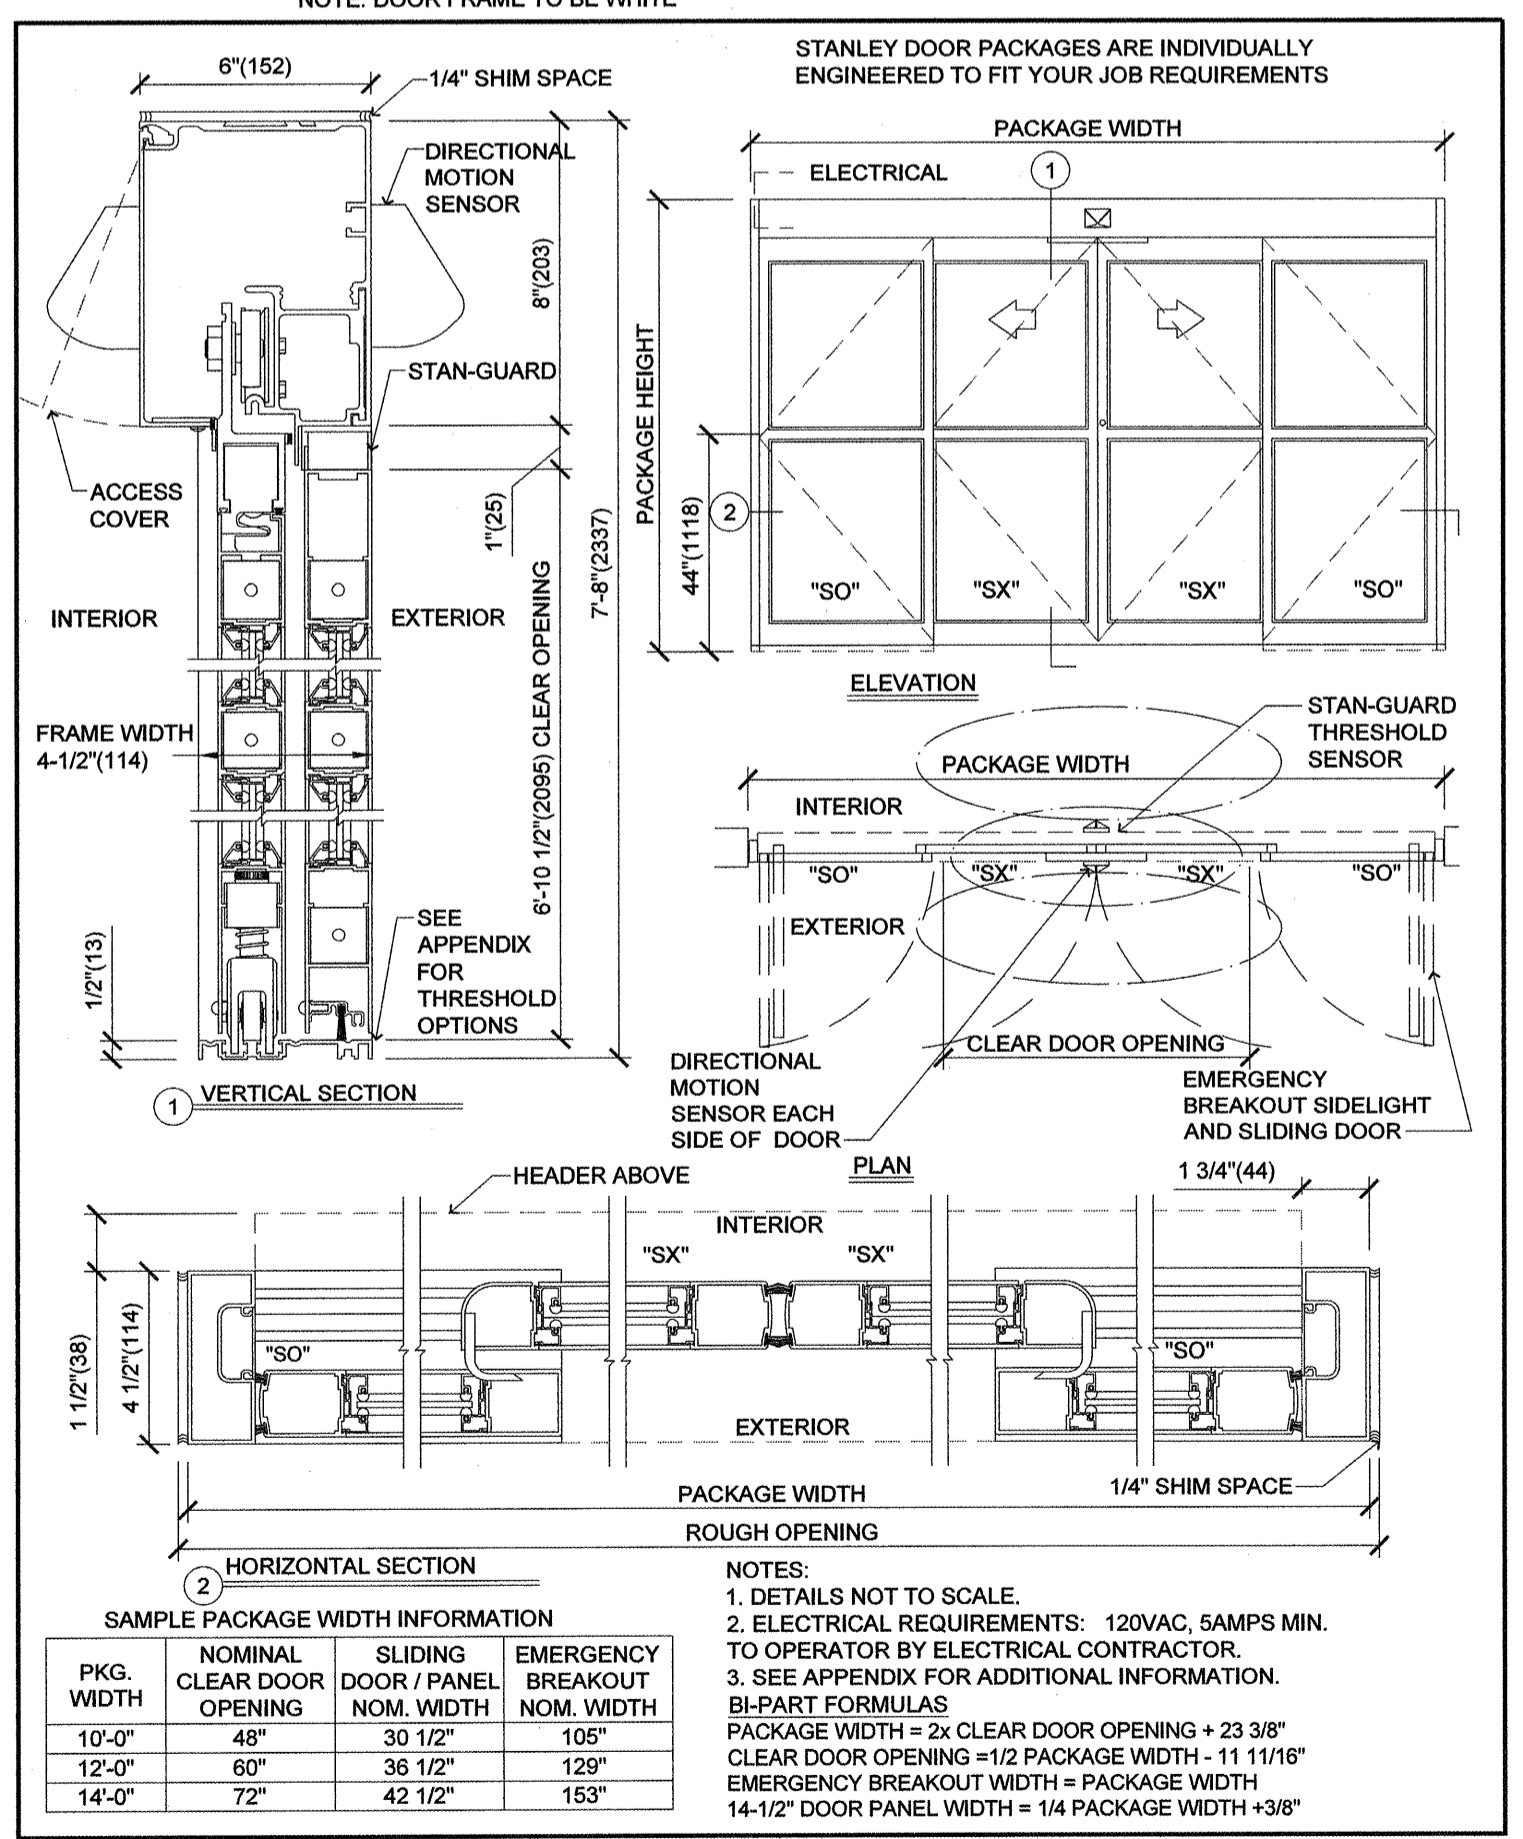 NOTE: DOOR FRAME TO BE WHITE
STANLEY DOOR PACKAGES ARE INDIVIDUALLY
ENGINEERED TO FIT YOUR JOB REQUIREMENTS
6"(152)
1/4" SHIM SPACE
DIRECTIONAL
MOTION
SENSOR
8"(203)
STAN-GUARD
ACCESS
COVER
1"(25)
7'-8"(2337)
INTERIOR
EXTERIOR
6'-10 1/2"(2095) CLEAR OPENING
FRAME WIDTH
4-1/2"(114)
1/2"(13)
SEE
APPENDIX
FOR
THRESHOLD
OPTIONS
1
VERTICAL SECTION
PACKAGE WIDTH
ELECTRICAL
1
PACKAGE HEIGHT
44"(1118)
2
"SO"
"SX"
"SX"
"SO"
ELEVATION
STAN-GUARD
THRESHOLD
SENSOR
PACKAGE WIDTH
INTERIOR
"SO"
"SX"
"SX"
"SO"
EXTERIOR
CLEAR DOOR OPENING
DIRECTIONAL
MOTION
SENSOR EACH
SIDE OF DOOR
EMERGENCY
BREAKOUT SIDELIGHT
AND SLIDING DOOR
PLAN
1 3/4"(44)
HEADER ABOVE
INTERIOR
"SX"
"SX"
1 1/2"(38)
4 1/2"(114)
"SO"
"SO"
EXTERIOR
1/4" SHIM SPACE
PACKAGE WIDTH
ROUGH OPENING
2
HORIZONTAL SECTION
SAMPLE PACKAGE WIDTH INFORMATION
PKG. WIDTH | NOMINAL CLEAR DOOR OPENING | SLIDING DOOR / PANEL NOM. WIDTH | EMERGENCY BREAKOUT NOM. WIDTH
10'-0" | 48" | 30 1/2" | 105"
12'-0" | 60" | 36 1/2" | 129"
14'-0" | 72" | 42 1/2" | 153"
NOTES:
1. DETAILS NOT TO SCALE.
2. ELECTRICAL REQUIREMENTS: 120VAC, 5AMPS MIN.
TO OPERATOR BY ELECTRICAL CONTRACTOR.
3. SEE APPENDIX FOR ADDITIONAL INFORMATION.
BI-PART FORMULAS
PACKAGE WIDTH = 2x CLEAR DOOR OPENING + 23 3/8"
CLEAR DOOR OPENING =1/2 PACKAGE WIDTH - 11 11/16"
EMERGENCY BREAKOUT WIDTH = PACKAGE WIDTH
14-1/2" DOOR PANEL WIDTH = 1/4 PACKAGE WIDTH +3/8"